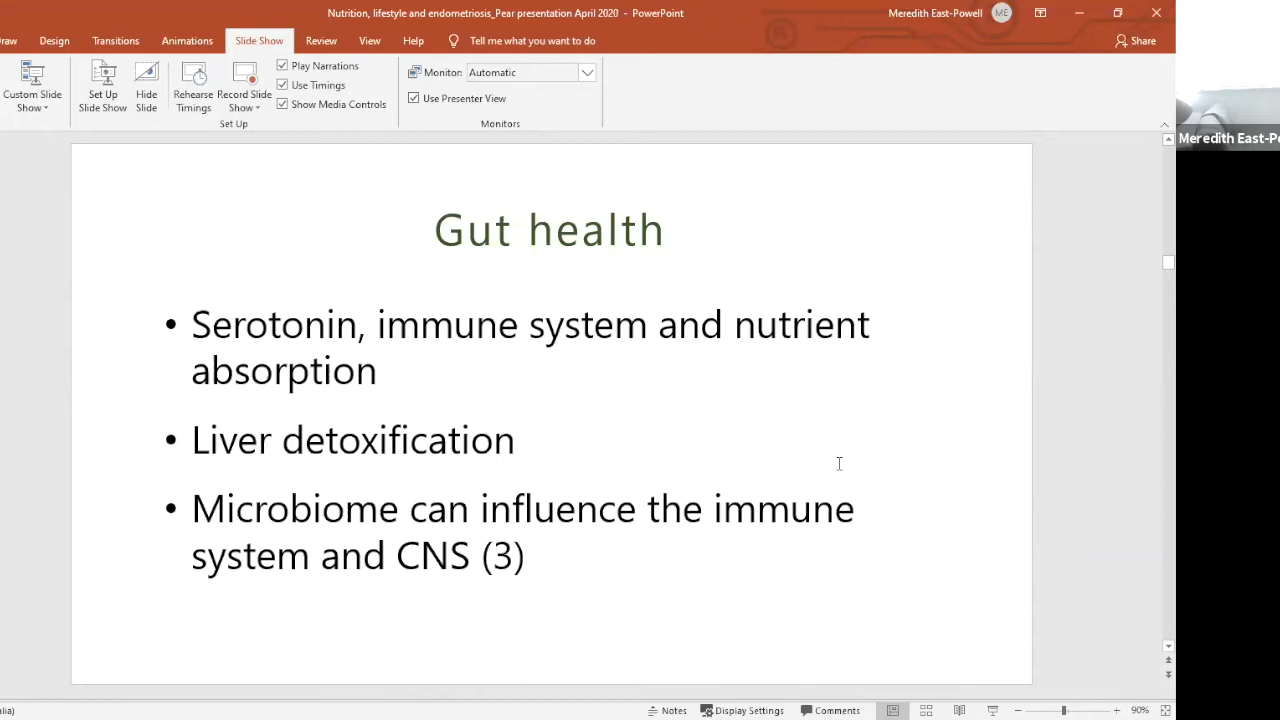 Nutrition, lifestyle and endometriosis_Pear presentation April 2020 - PowerPoint
Meredith East-Powell ME
raw Design Transitions Animations Slide Show Review View Help Tell me what you want to do Share
Custom Slide Show
Set Up Slide Show
Hide Slide
Rehearse Timings
Record Slide Show
Play Narrations
Use Timings
Show Media Controls
Set Up
Monitor: Automatic
Use Presenter View
Monitors
Meredith East-Po
Gut health
• Serotonin, immune system and nutrient
absorption
• Liver detoxification
• Microbiome can influence the immune
system and CNS (3)
alia) Notes Display Settings Comments 90%